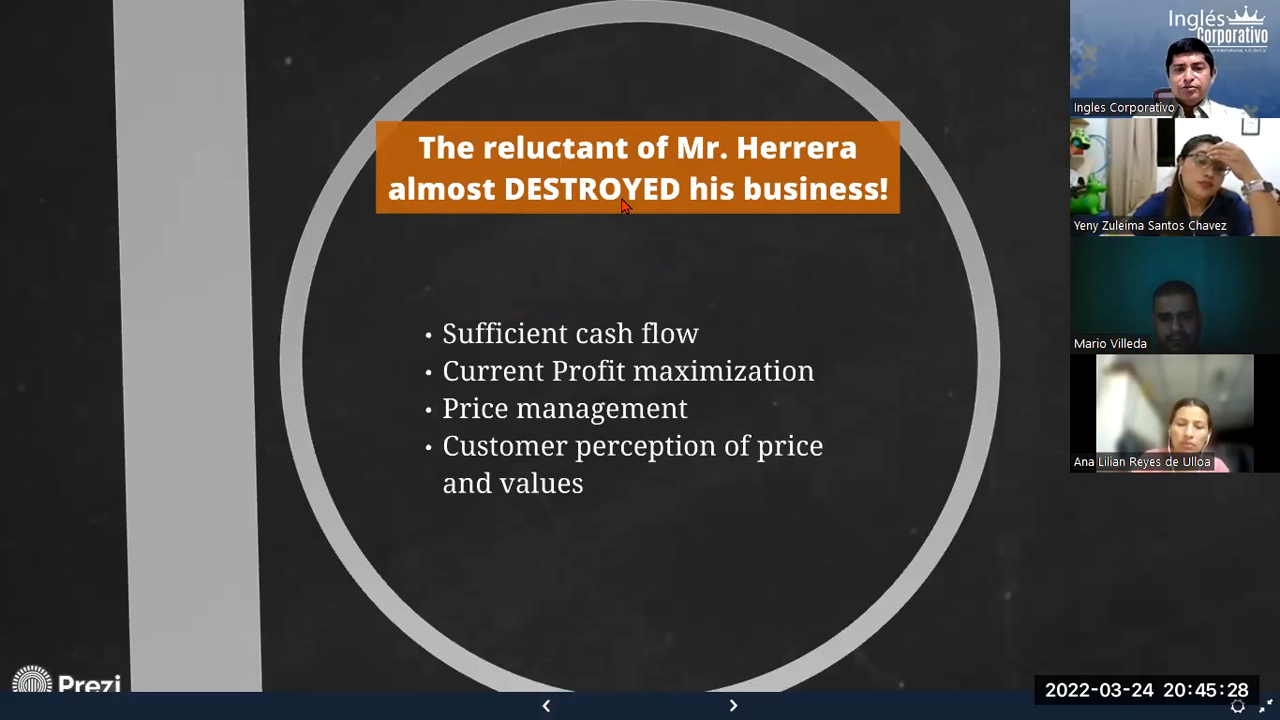 The reluctant of Mr. Herrera
almost DESTROYED his business!
• Sufficient cash flow
• Current Profit maximization
• Price management
• Customer perception of price
and values
Inglés
Corporativo
Ingles Corporativo
Yeny Zuleima Santos Chavez
Mario Villeda
Ana Lilian Reyes de Ulloa
Prezi
2022-03-24 20:45:28